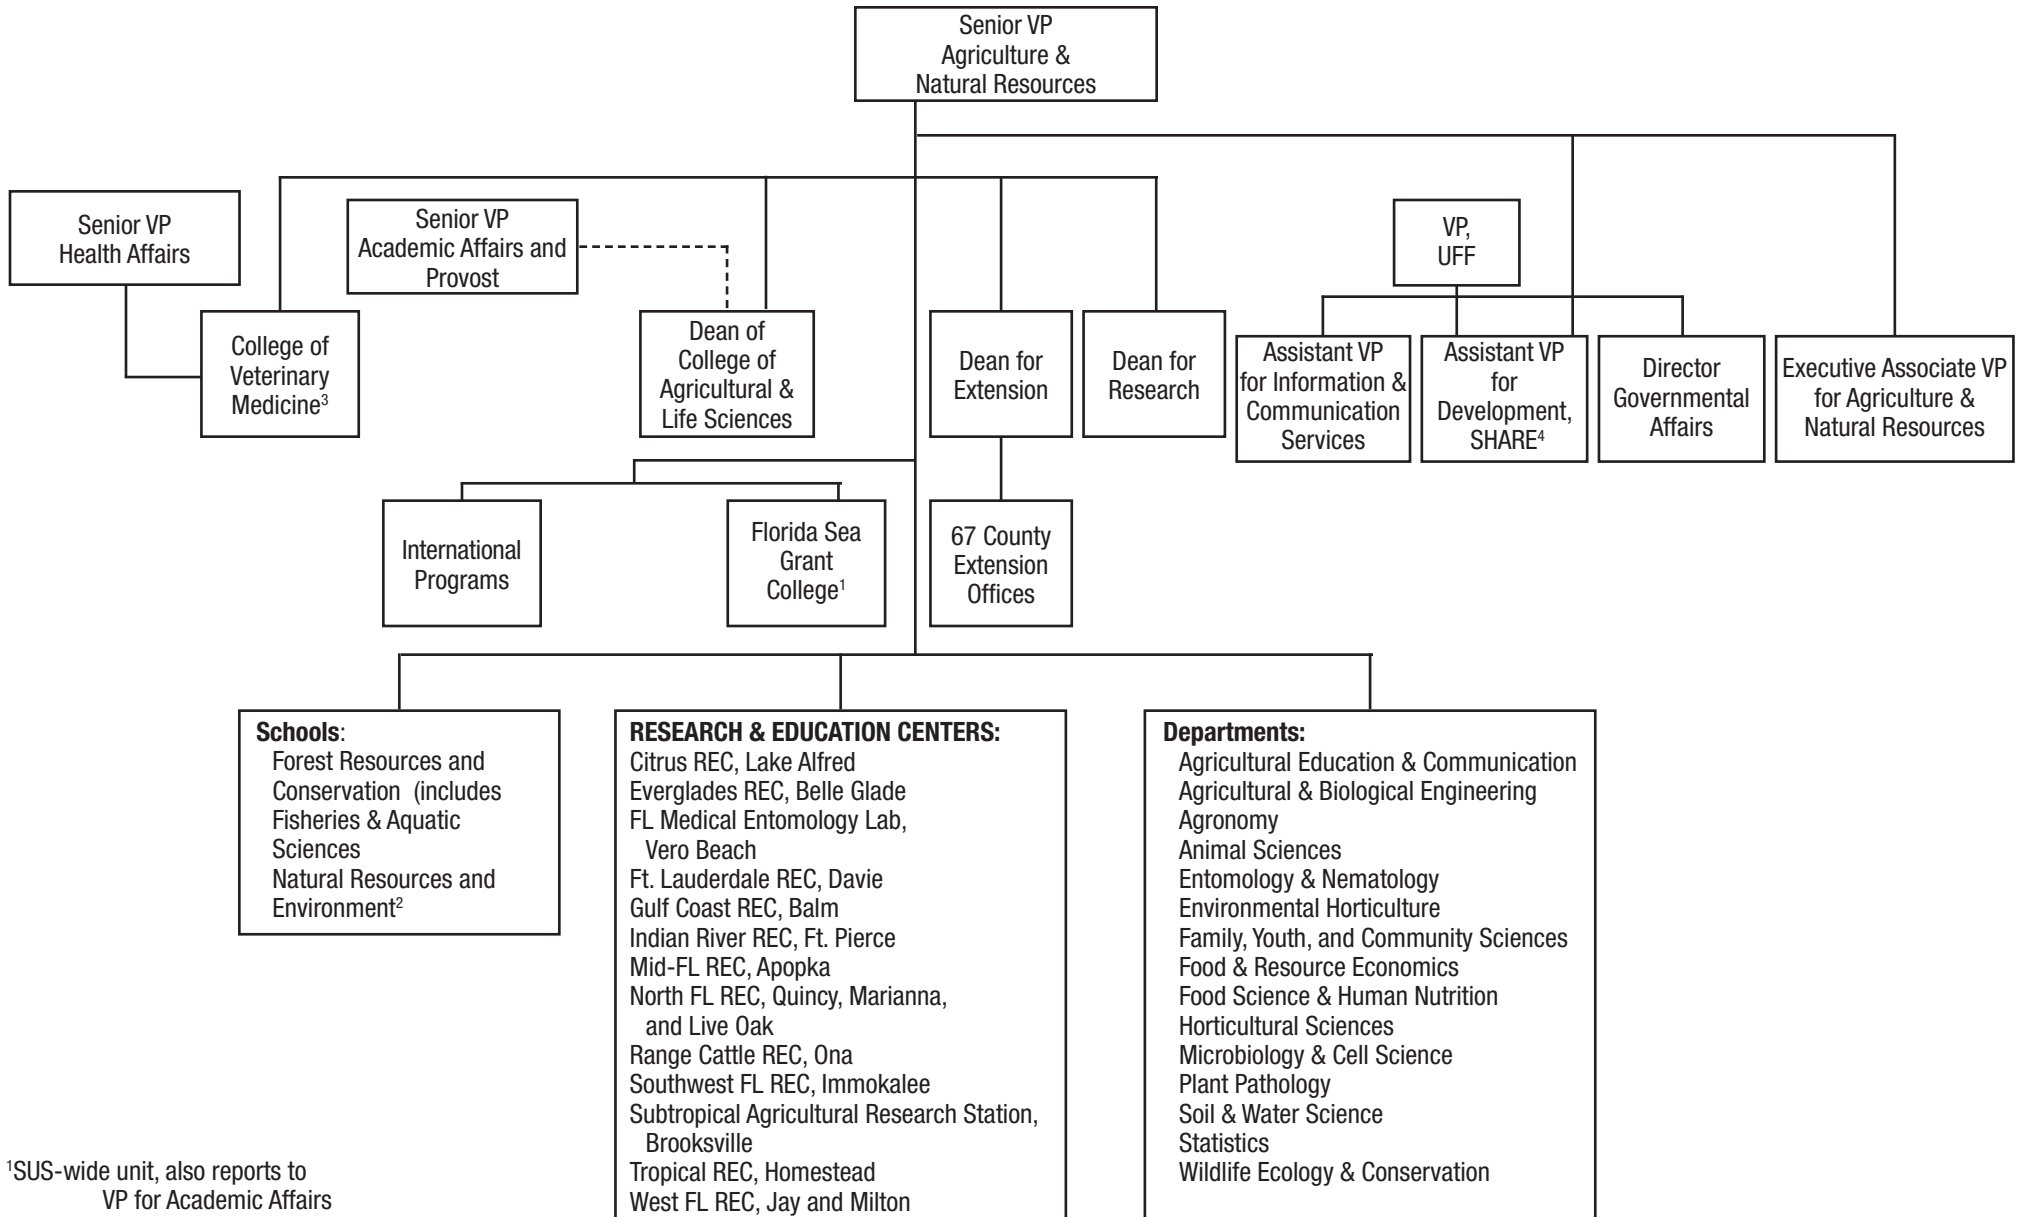 Senior VP
Agriculture &
Natural Resources
Senior VP
Health Affairs
Senior VP
Academic Affairs and
Provost
VP,
UFF
College of
Veterinary
Medicine³
Dean of
College of
Agricultural &
Life Sciences
Dean for
Extension
Dean for
Research
Assistant VP
for Information &
Communication
Services
Assistant VP
for
Development,
SHARE⁴
Director
Governmental
Affairs
Executive Associate VP
for Agriculture &
Natural Resources
International
Programs
Florida Sea
Grant
College¹
67 County
Extension
Offices
Schools:
Forest Resources and
Conservation (includes
Fisheries & Aquatic
Sciences
Natural Resources and
Environment²
RESEARCH & EDUCATION CENTERS:
Citrus REC, Lake Alfred
Everglades REC, Belle Glade
FL Medical Entomology Lab,
Vero Beach
Ft. Lauderdale REC, Davie
Gulf Coast REC, Balm
Indian River REC, Ft. Pierce
Mid-FL REC, Apopka
North FL REC, Quincy, Marianna,
and Live Oak
Range Cattle REC, Ona
Southwest FL REC, Immokalee
Subtropical Agricultural Research Station,
Brooksville
Tropical REC, Homestead
West FL REC, Jay and Milton
Departments:
Agricultural Education & Communication
Agricultural & Biological Engineering
Agronomy
Animal Sciences
Entomology & Nematology
Environmental Horticulture
Family, Youth, and Community Sciences
Food & Resource Economics
Food Science & Human Nutrition
Horticultural Sciences
Microbiology & Cell Science
Plant Pathology
Soil & Water Science
Statistics
Wildlife Ecology & Conservation
¹SUS-wide unit, also reports to
VP for Academic Affairs